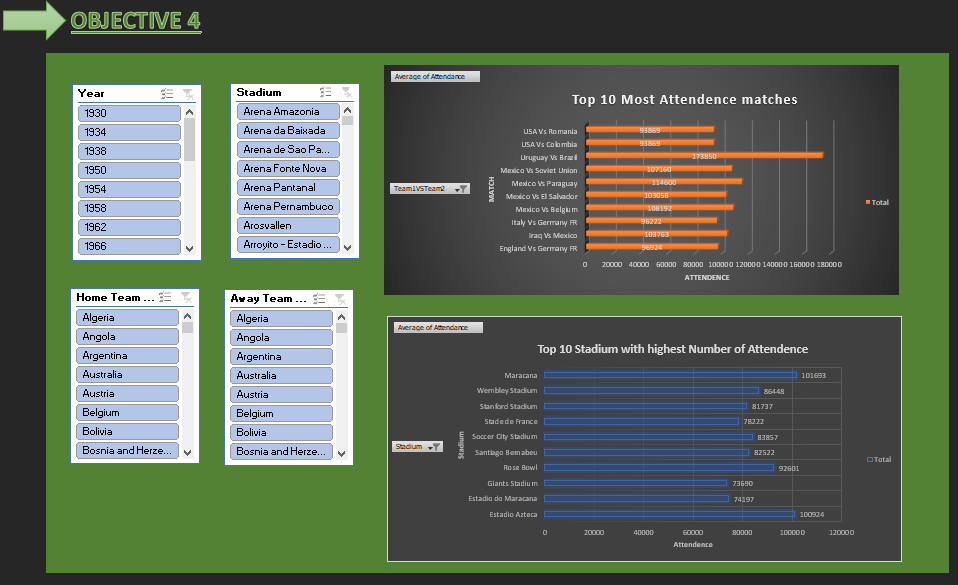 OBJECTIVE 4
Year
1930
1934
1938
1950
1954
1958
1962
1966
Stadium
Arena Amazonia
Arena da Baixada
Arena de Sao Pa...
Arena Fonte Nova
Arena Pantanal
Arena Pernambuco
Arosvallen
Arroyito - Estadio ...
Home Team ...
Algeria
Angola
Argentina
Australia
Austria
Belgium
Bolivia
Bosnia and Herze...
Away Team ...
Algeria
Angola
Argentina
Australia
Austria
Belgium
Bolivia
Bosnia and Herze...
Average of Attendance
Top 10 Most Attendence matches
Team1VSTeam2
MATCH
USA Vs Romania 93869
USA Vs Colombia 93869
Uruguay Vs Brazil 173850
Mexico Vs Soviet Union 107160
Mexico Vs Paraguay 114600
Mexico Vs El Salvador 103058
Mexico Vs Belgium 108192
Italy Vs Germany FR 96222
Iraq Vs Mexico 103763
England Vs Germany FR 96924
0 20000 40000 60000 80000 100000 120000 140000 160000 180000
ATTENDENCE
Total
Average of Attendance
Top 10 Stadium with highest Number of Attendence
Stadium
Stadium
Maracana 101693
Wembley Stadium 86448
Stanford Stadium 81737
Stade de France 78222
Soccer City Stadium 83857
Santiago Bernabeu 82522
Rose Bowl 92601
Giants Stadium 73690
Estadio do Maracana 74197
Estadio Azteca 100924
0 20000 40000 60000 80000 100000 120000
Attendence
Total